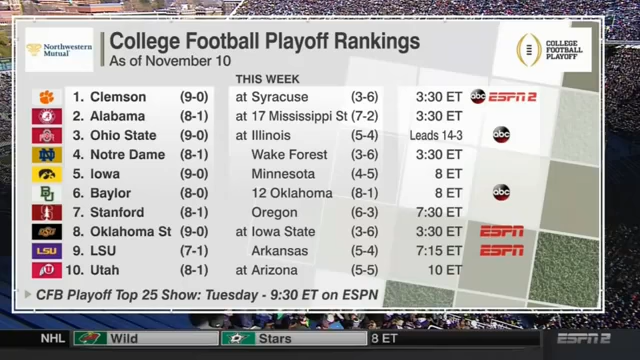 Northwestern Mutual
College Football Playoff Rankings
As of November 10
COLLEGE FOOTBALL PLAYOFF
THIS WEEK
1. Clemson (9-0) at Syracuse (3-6) 3:30 ET abc ESPN2
2. Alabama (8-1) at 17 Mississippi St (7-2) 3:30 ET
3. Ohio State (9-0) at Illinois (5-4) Leads 14-3 abc
4. Notre Dame (8-1) Wake Forest (3-6) 3:30 ET
5. Iowa (9-0) Minnesota (4-5) 8 ET
6. Baylor (8-0) 12 Oklahoma (8-1) 8 ET abc
7. Stanford (8-1) Oregon (6-3) 7:30 ET
8. Oklahoma St (9-0) at Iowa State (3-6) 3:30 ET ESPN
LSU 9. LSU (7-1) Arkansas (5-4) 7:15 ET ESPN
10. Utah (8-1) at Arizona (5-5) 10 ET
CFB Playoff Top 25 Show: Tuesday - 9:30 ET on ESPN
NHL Wild Stars 8 ET ESPN2